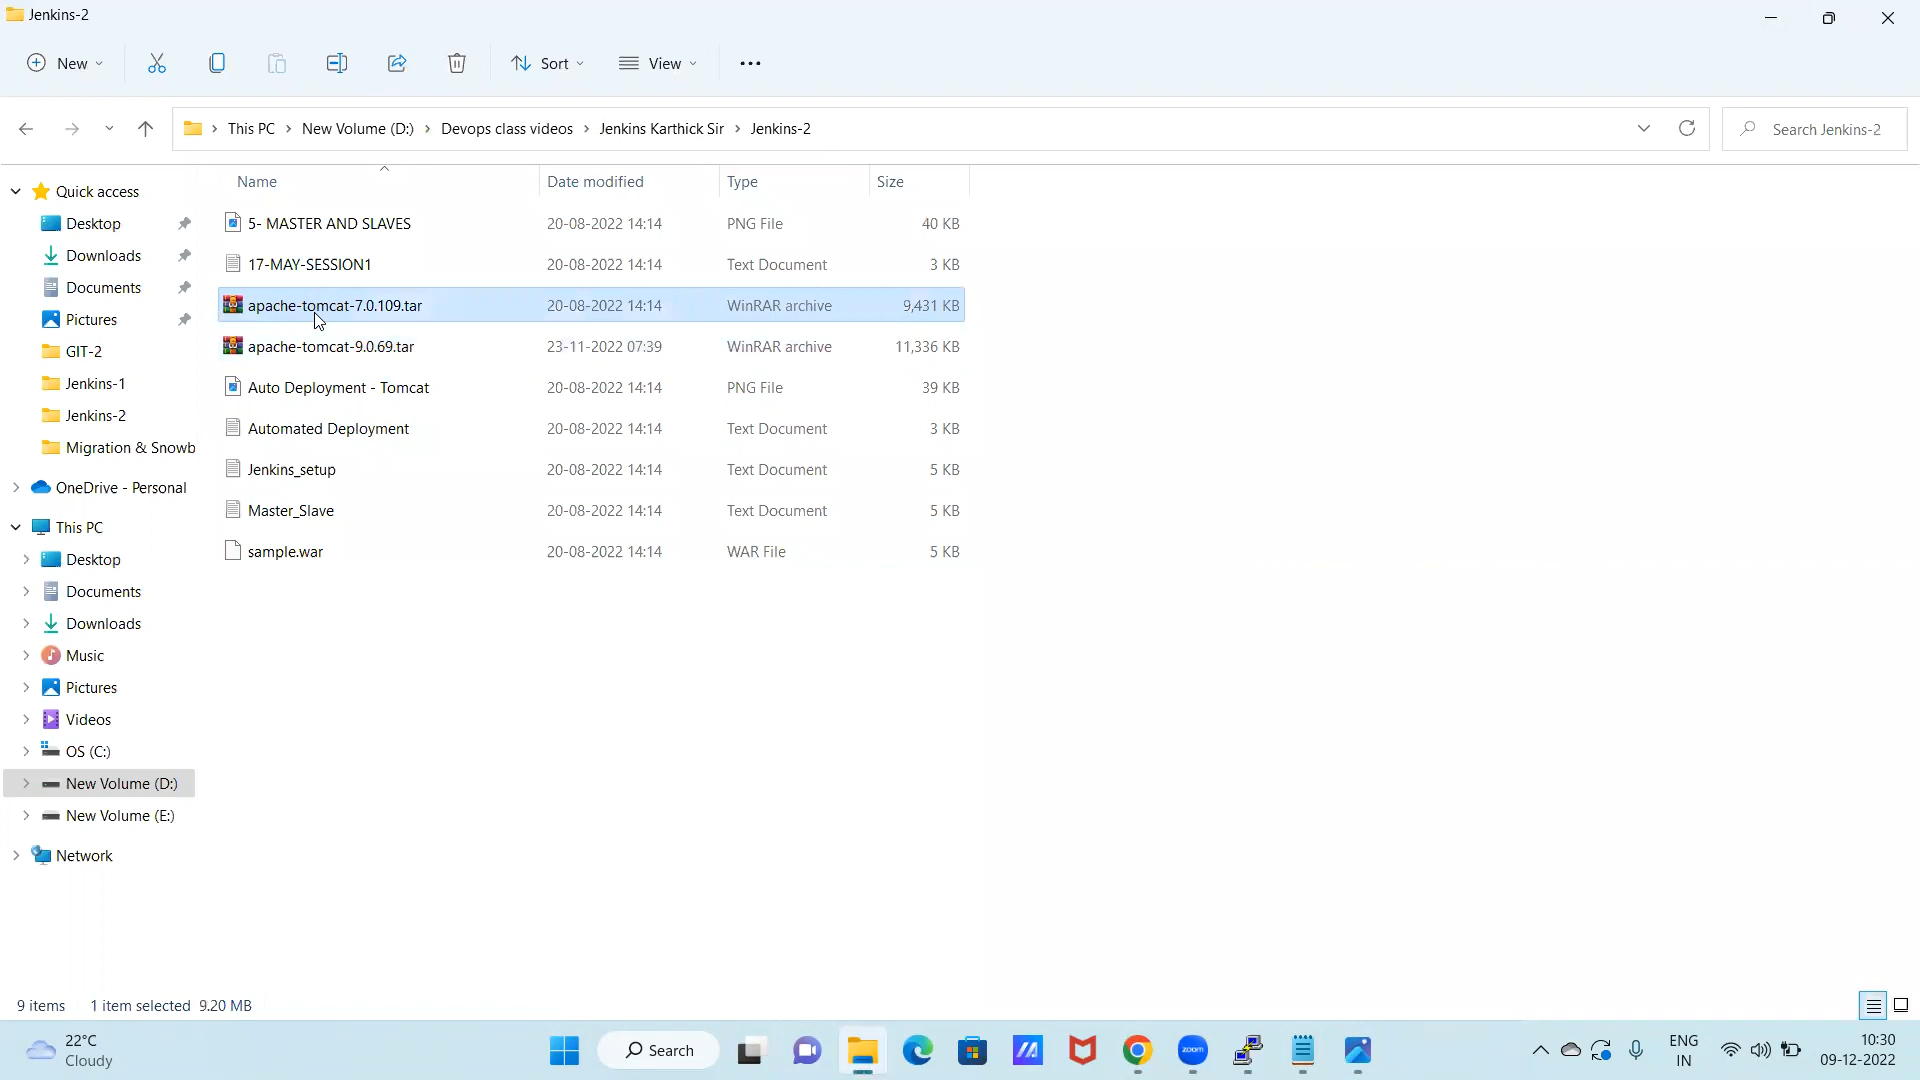 Jenkins-2
New
Sort
View
This PC
New Volume (D:)
Devops class videos
Jenkins Karthick Sir
Jenkins-2
Search Jenkins-2
Name
Date modified
Type
Size
Quick access
Desktop
Downloads
Documents
Pictures
GIT-2
Jenkins-1
Jenkins-2
Migration & Snowb
OneDrive - Personal
This PC
Desktop
Documents
Downloads
Music
Pictures
Videos
OS (C:)
New Volume (D:)
New Volume (E:)
Network
5- MASTER AND SLAVES 20-08-2022 14:14 PNG File 40 KB
17-MAY-SESSION1 20-08-2022 14:14 Text Document 3 KB
apache-tomcat-7.0.109.tar 20-08-2022 14:14 WinRAR archive 9,431 KB
apache-tomcat-9.0.69.tar 23-11-2022 07:39 WinRAR archive 11,336 KB
Auto Deployment - Tomcat 20-08-2022 14:14 PNG File 39 KB
Automated Deployment 20-08-2022 14:14 Text Document 3 KB
Jenkins_setup 20-08-2022 14:14 Text Document 5 KB
Master_Slave 20-08-2022 14:14 Text Document 5 KB
sample.war 20-08-2022 14:14 WAR File 5 KB
9 items 1 item selected 9.20 MB
22°C
Cloudy
Search
zoom
ENG
IN
10:30
09-12-2022